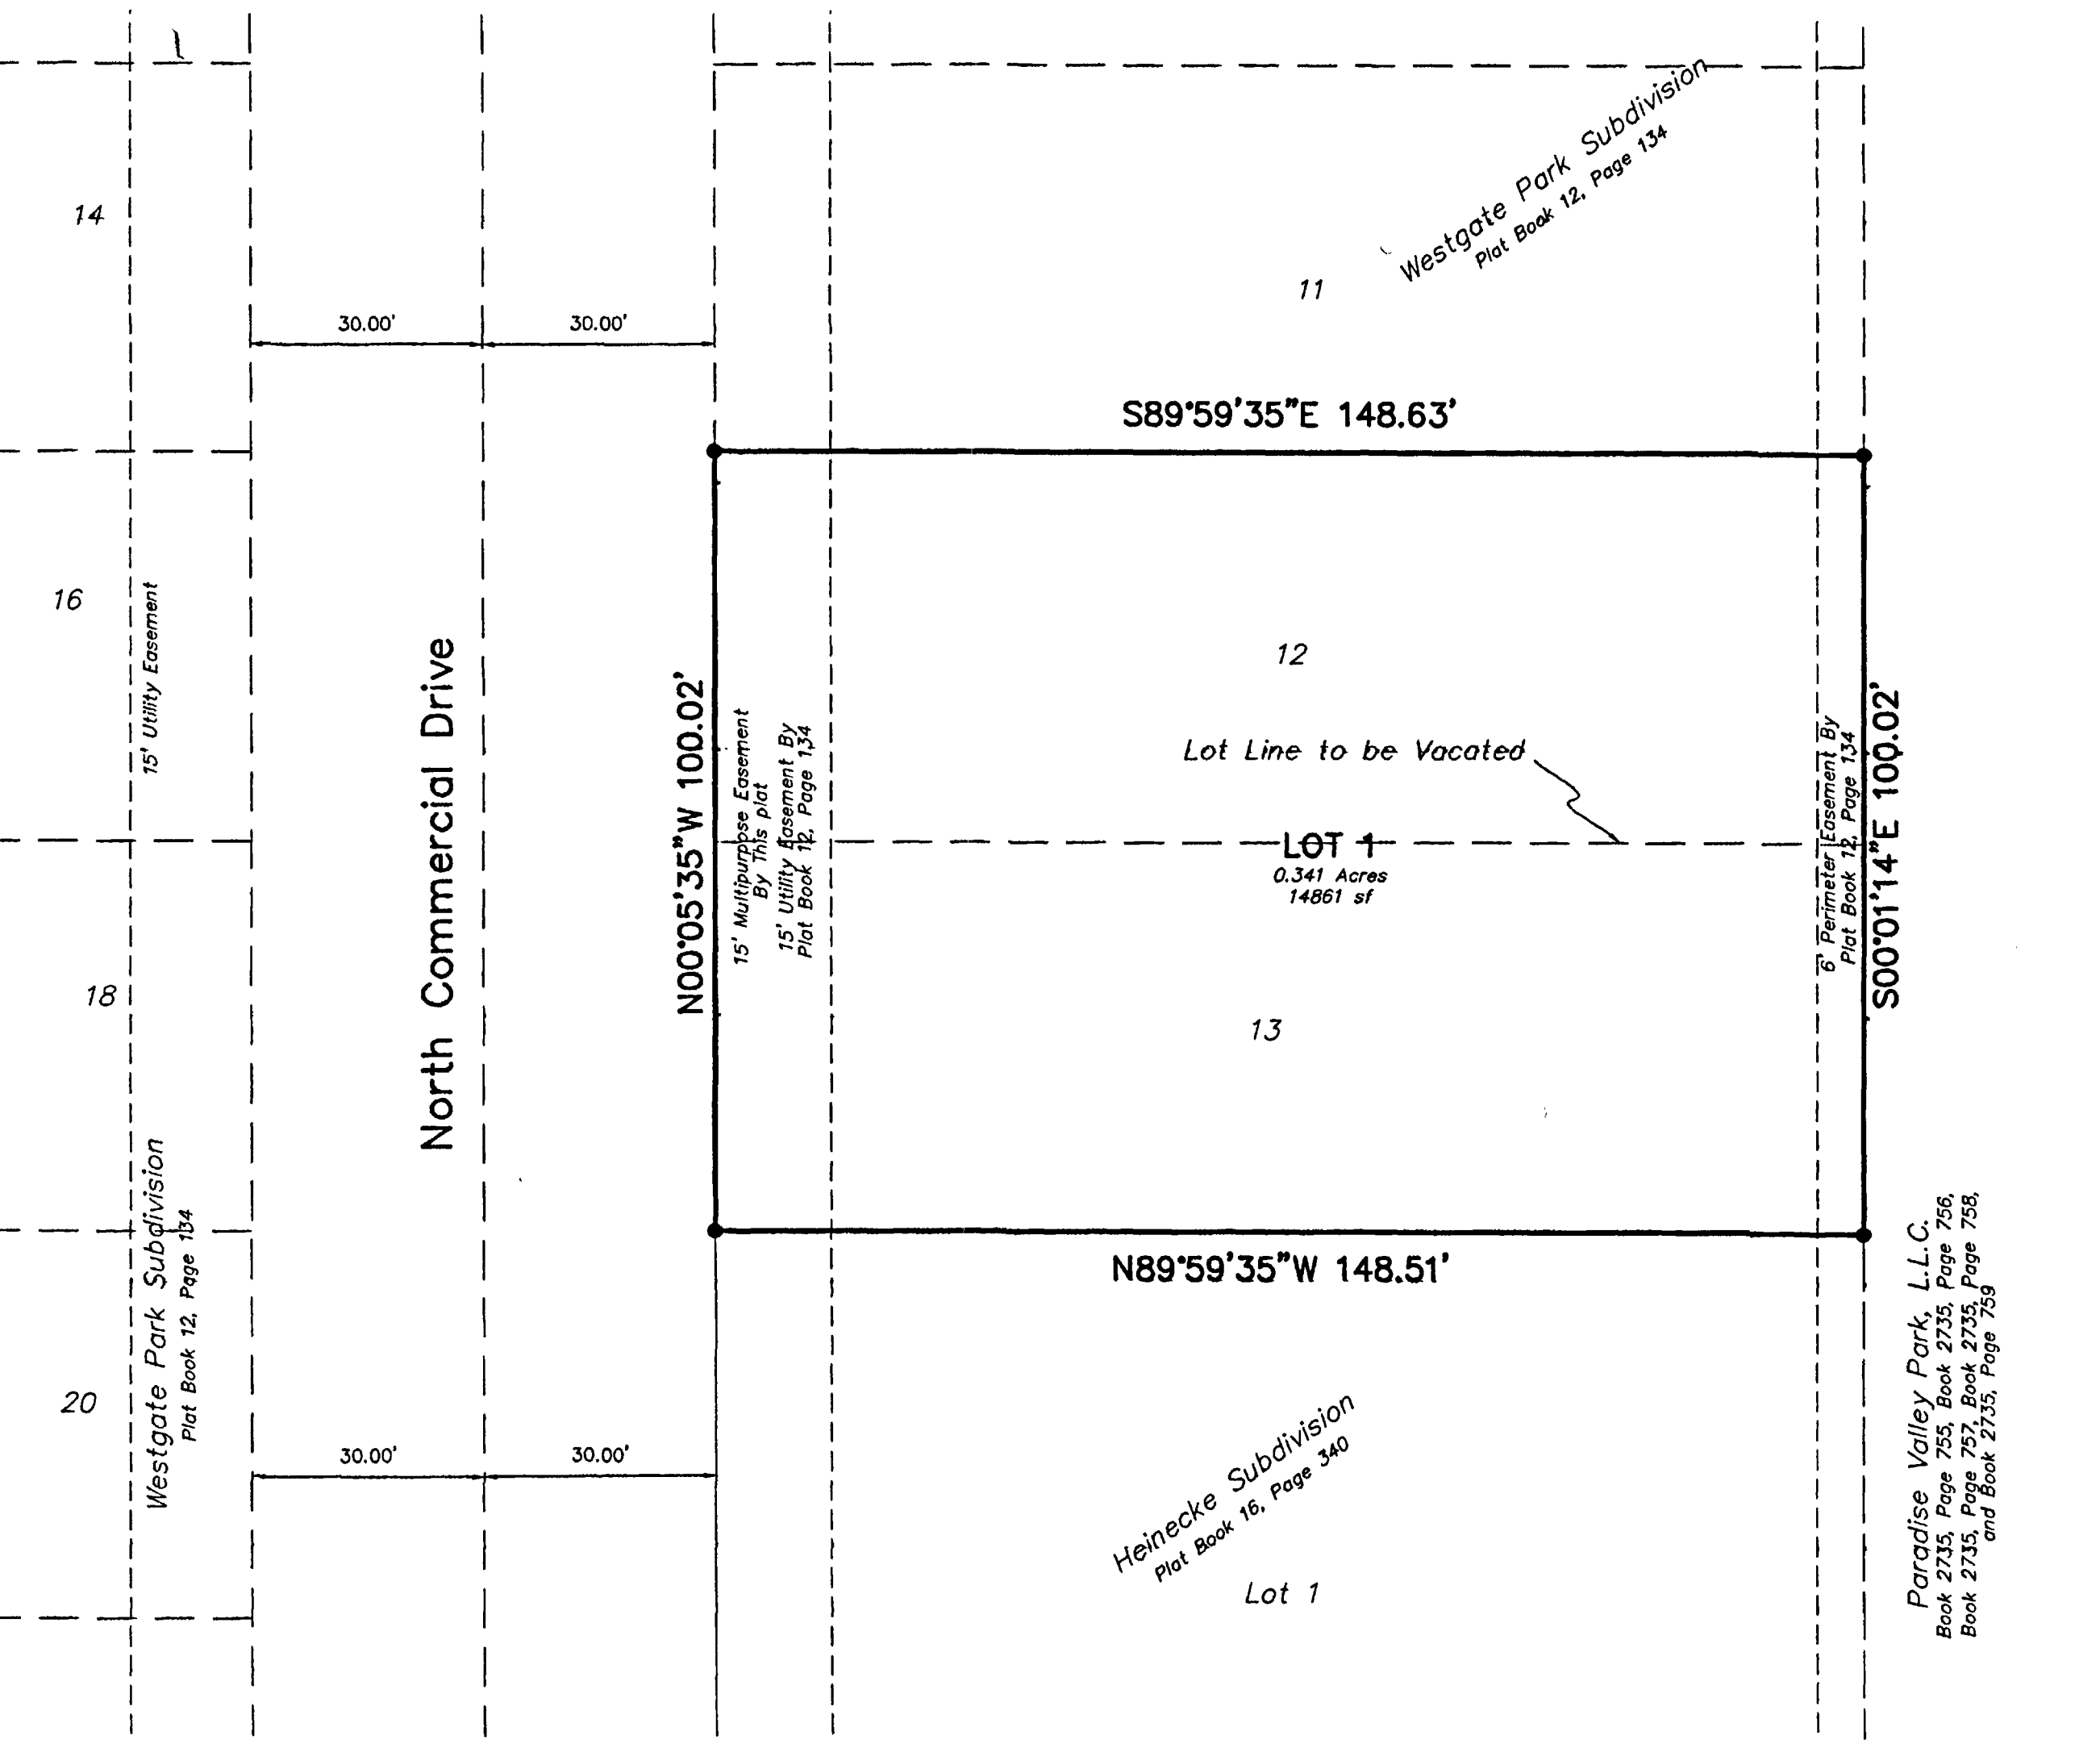 14
Westgate Park Subdivision
Plat Book 12, Page 134
11
30.00'
30.00'
S89°59'35"E 148.63'
16
15' Utility Easement
North Commercial Drive
N00°05'35"W 100.02'
15' Multipurpose Easement
By This plat
15' Utility Easement By
Plat Book 12, Page 134
12
Lot Line to be Vacated
LOT 1
0.341 Acres
14861 sf
6' Perimeter Easement By
Plat Book 12, Page 134
S00°01'14"E 100.02'
18
13
Westgate Park Subdivision
Plat Book 12, Page 134
N89°59'35"W 148.51'
20
30.00'
30.00'
Heinecke Subdivision
Plat Book 16, Page 340
Lot 1
Paradise Valley Park, L.L.C.
Book 2735, Page 755, Book 2735, Page 756,
Book 2735, Page 757, Book 2735, Page 758,
and Book 2735, Page 759